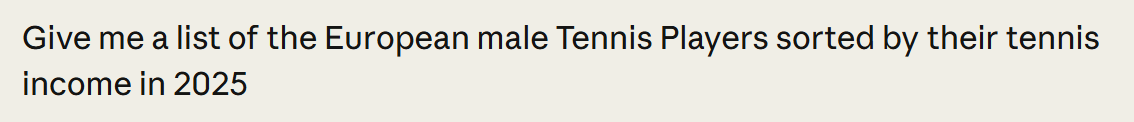 Give me a list of the European male Tennis Players sorted by their tennis
income in 2025